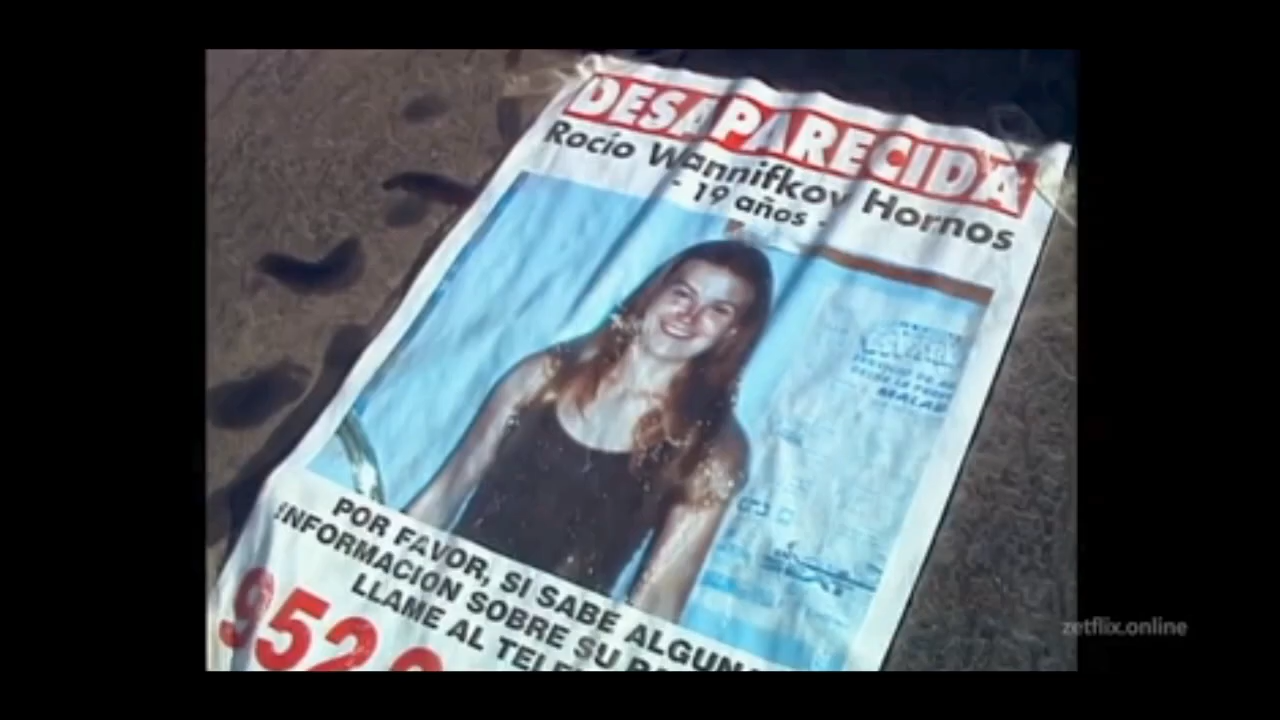 DESAPARECIDA
Rocío Wannifkov Hornos
- 19 años -
POR FAVOR, SI SABE ALGUNA
INFORMACION SOBRE SU
LLAME AL
952
zetflix.online